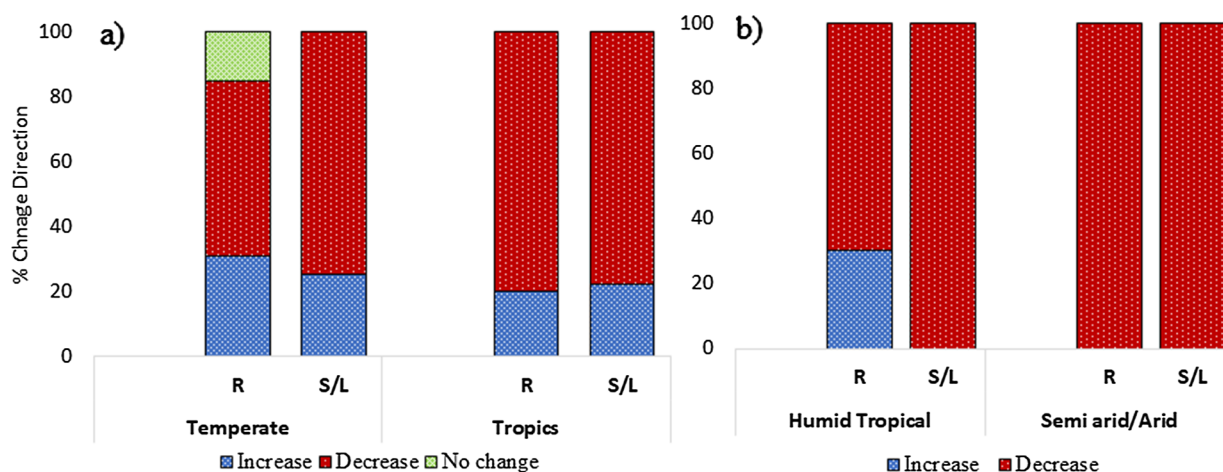 a)
% Chnage Direction
100
80
60
40
20
0
R S/L R S/L
Temperate Tropics
Increase Decrease No change
b)
100
80
60
40
20
0
R S/L R S/L
Humid Tropical Semi arid/Arid
Increase Decrease